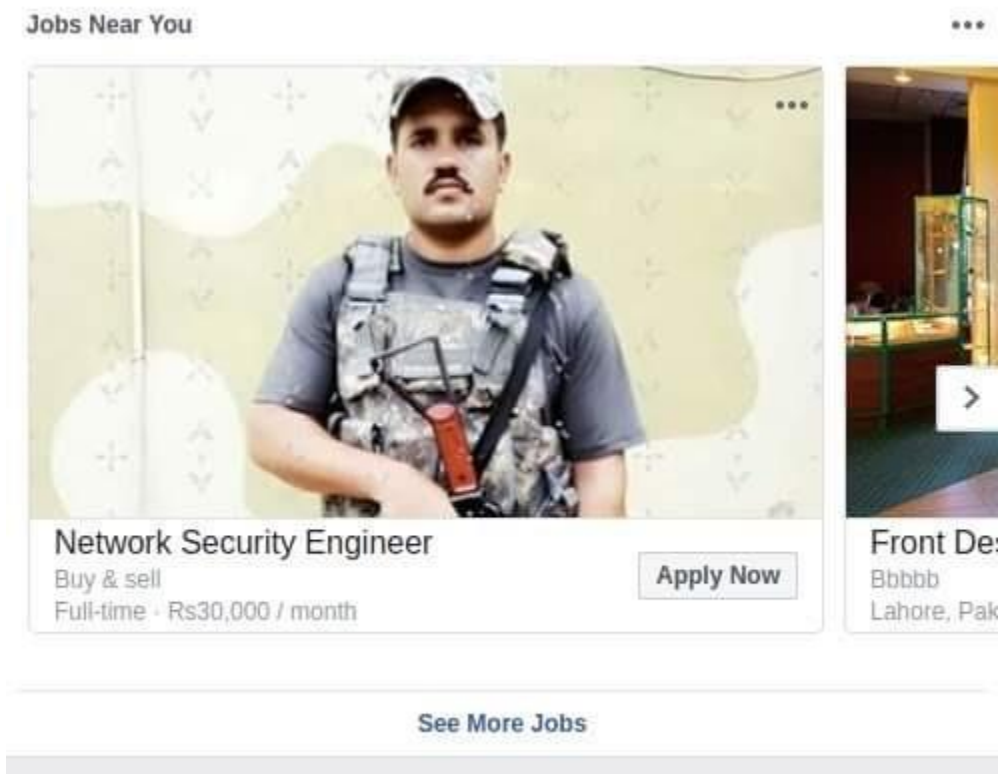 Jobs Near You
Network Security Engineer
Buy & sell
Full-time · Rs30,000 / month
Apply Now
Front Des
Bbbbb
Lahore, Pak
See More Jobs